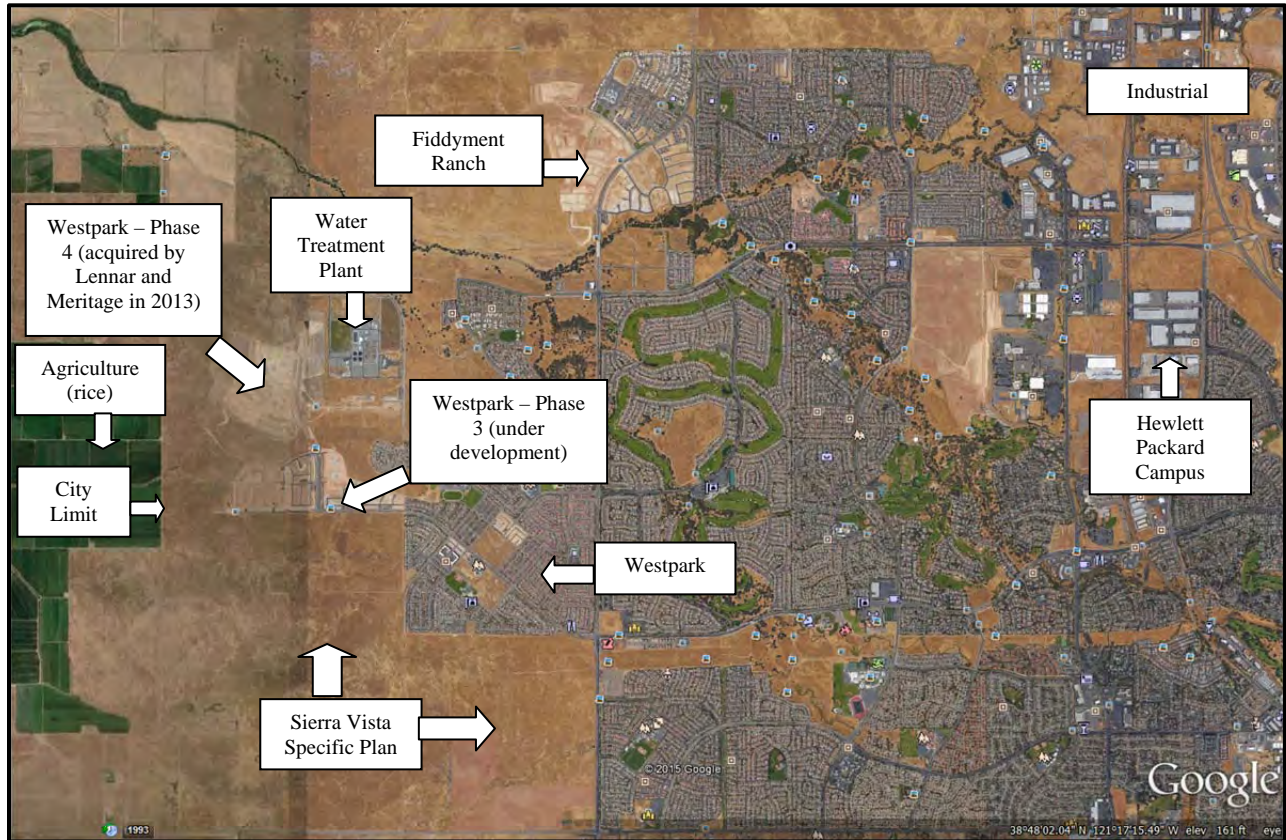 Industrial
Fiddyment
Ranch
Water
Treatment
Plant
Westpark – Phase
4 (acquired by
Lennar and
Meritage in 2013)
Agriculture
(rice)
Westpark – Phase
3 (under
development)
Hewlett
Packard
Campus
City
Limit
Westpark
Sierra Vista
Specific Plan
© 2015 Google
Google
1993
38°48'02.04" N 121°17'15.49" W elev 161 ft eye